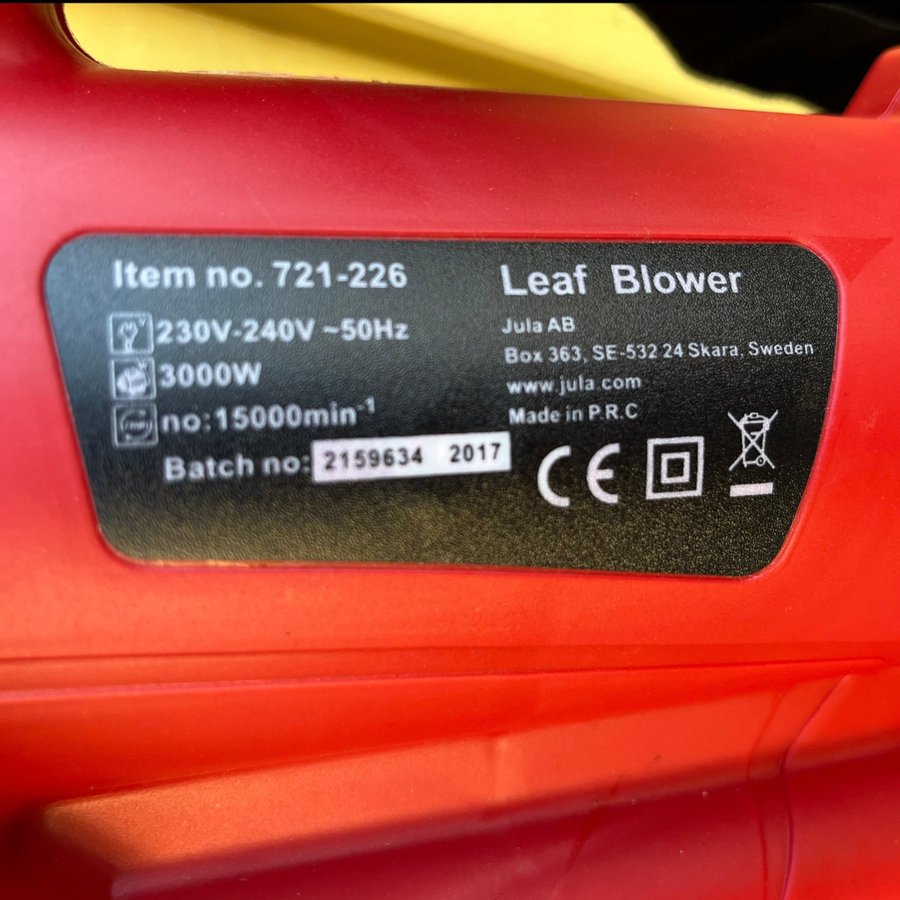 Item no. 721-226
230V-240V ~50Hz
3000W
no:15000min-1
Batch no: 2159634 2017
Leaf Blower
Jula AB
Box 363, SE-532 24 Skara, Sweden
www.jula.com
Made in P.R.C
CE